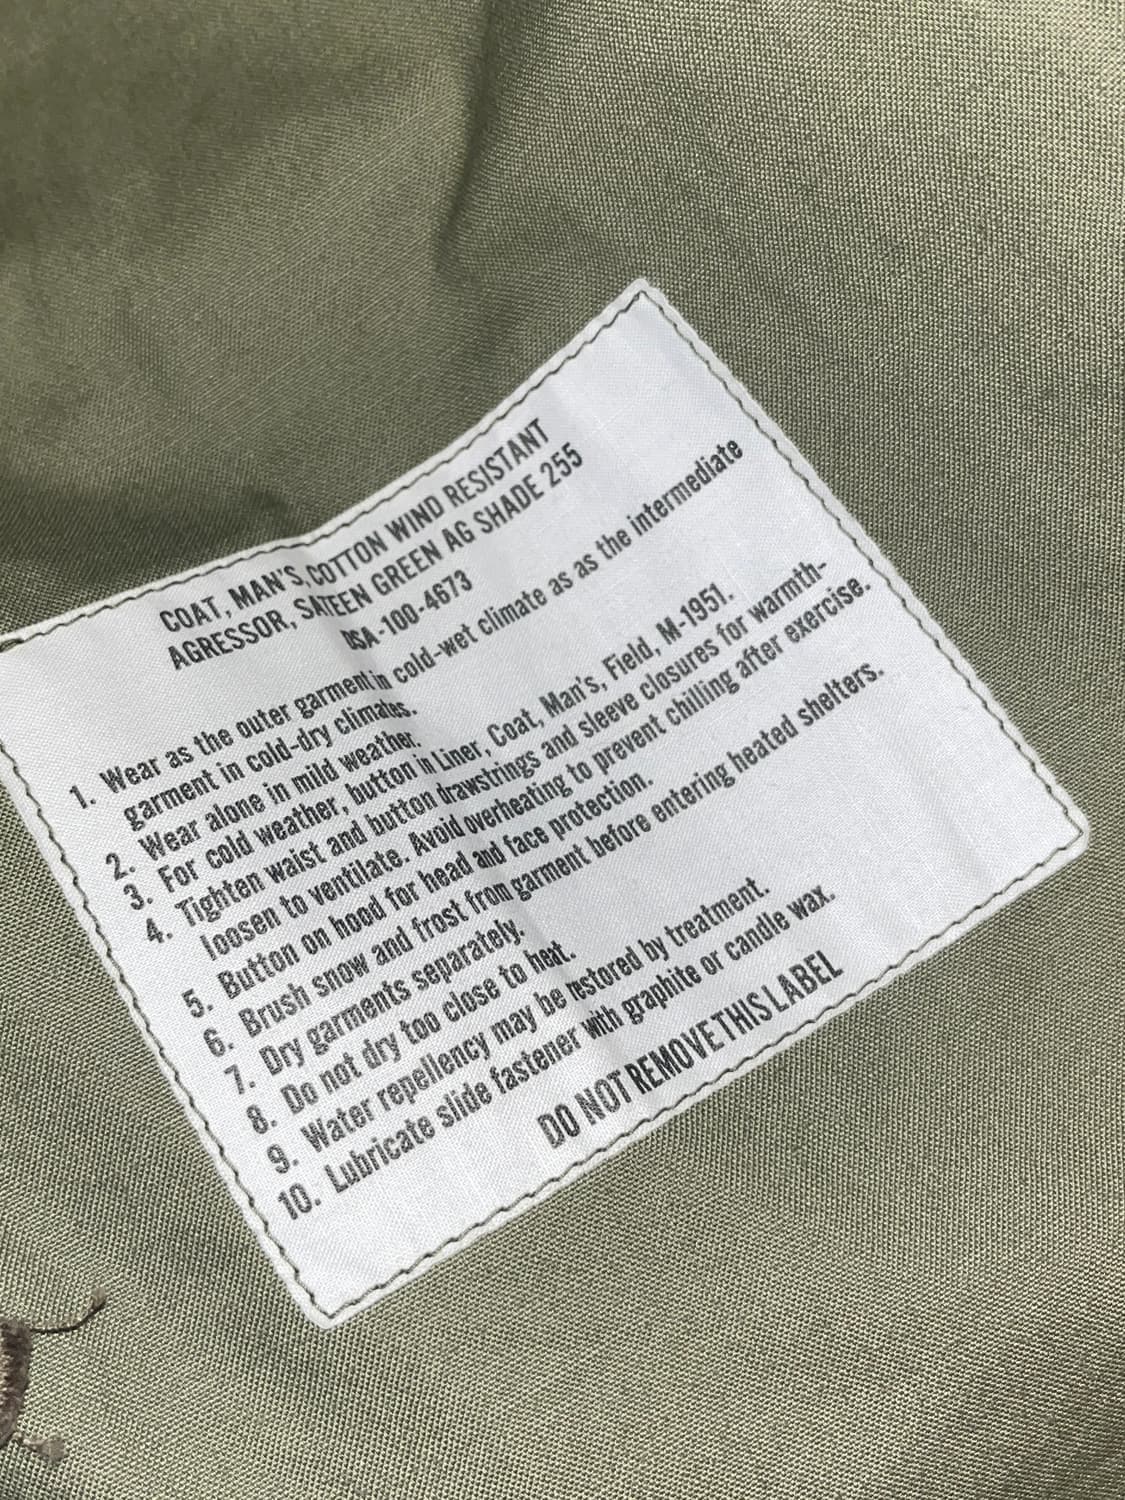 COAT, MAN'S, COTTON WIND RESISTANT
AGRESSOR, SATEEN GREEN AG SHADE 255
DSA-100-4673
1. Wear as the outer garment in cold-wet climate as as the intermediate
garment in cold-dry climates.
2. Wear alone in mild weather.
3. For cold weather, button in Liner, Coat, Man's, Field, M-1951.
4. Tighten waist and button drawstrings and sleeve closures for warmth-
loosen to ventilate. Avoid overheating to prevent chilling after exercise.
5. Button on hood for head and face protection.
6. Brush snow and frost from garment before entering heated shelters.
7. Dry garments separately.
8. Do not dry too close to heat.
9. Water repellency may be restored by treatment.
10. Lubricate slide fastener with graphite or candle wax.
DO NOT REMOVE THIS LABEL